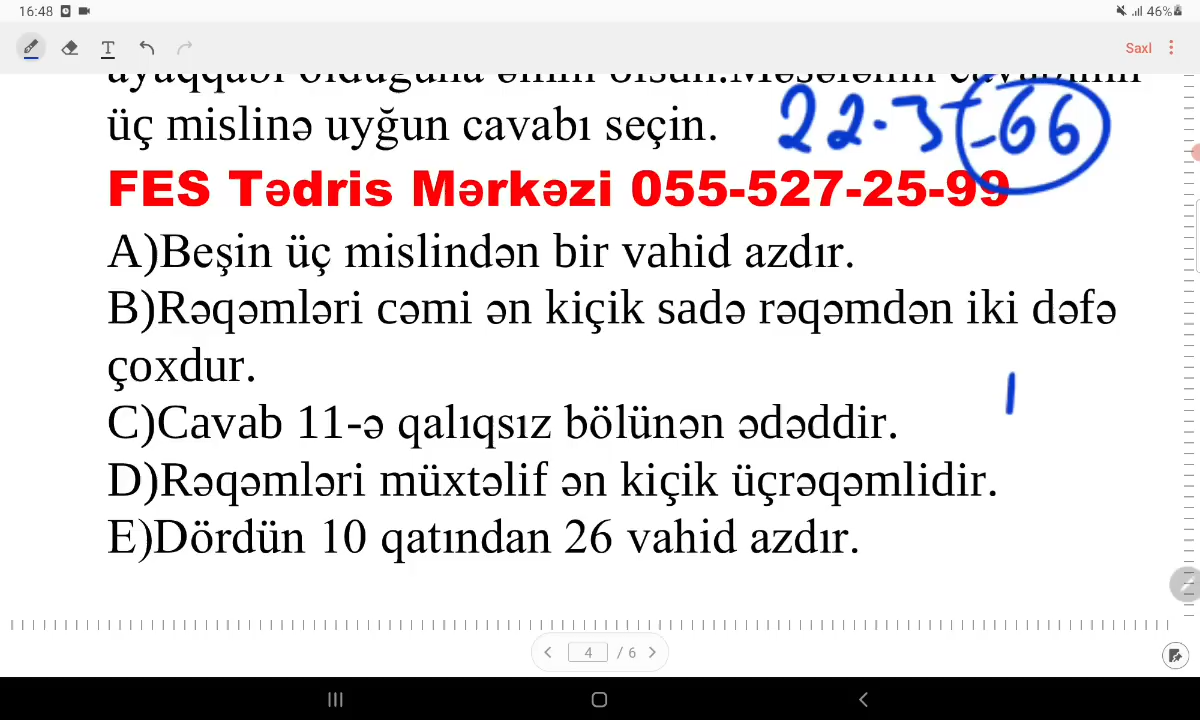 16:48 46%
T Saxl
üç mislinə uyğun cavabı seçin. 22·3=66
FES Tədris Mərkəzi 055-527-25-99
A)Beşin üç mislindən bir vahid azdır.
B)Rəqəmləri cəmi ən kiçik sadə rəqəmdən iki dəfə
çoxdur.
C)Cavab 11-ə qalıqsız bölünən ədəddir.
D)Rəqəmləri müxtəlif ən kiçik üçrəqəmlidir.
E)Dördün 10 qatından 26 vahid azdır.
4 / 6